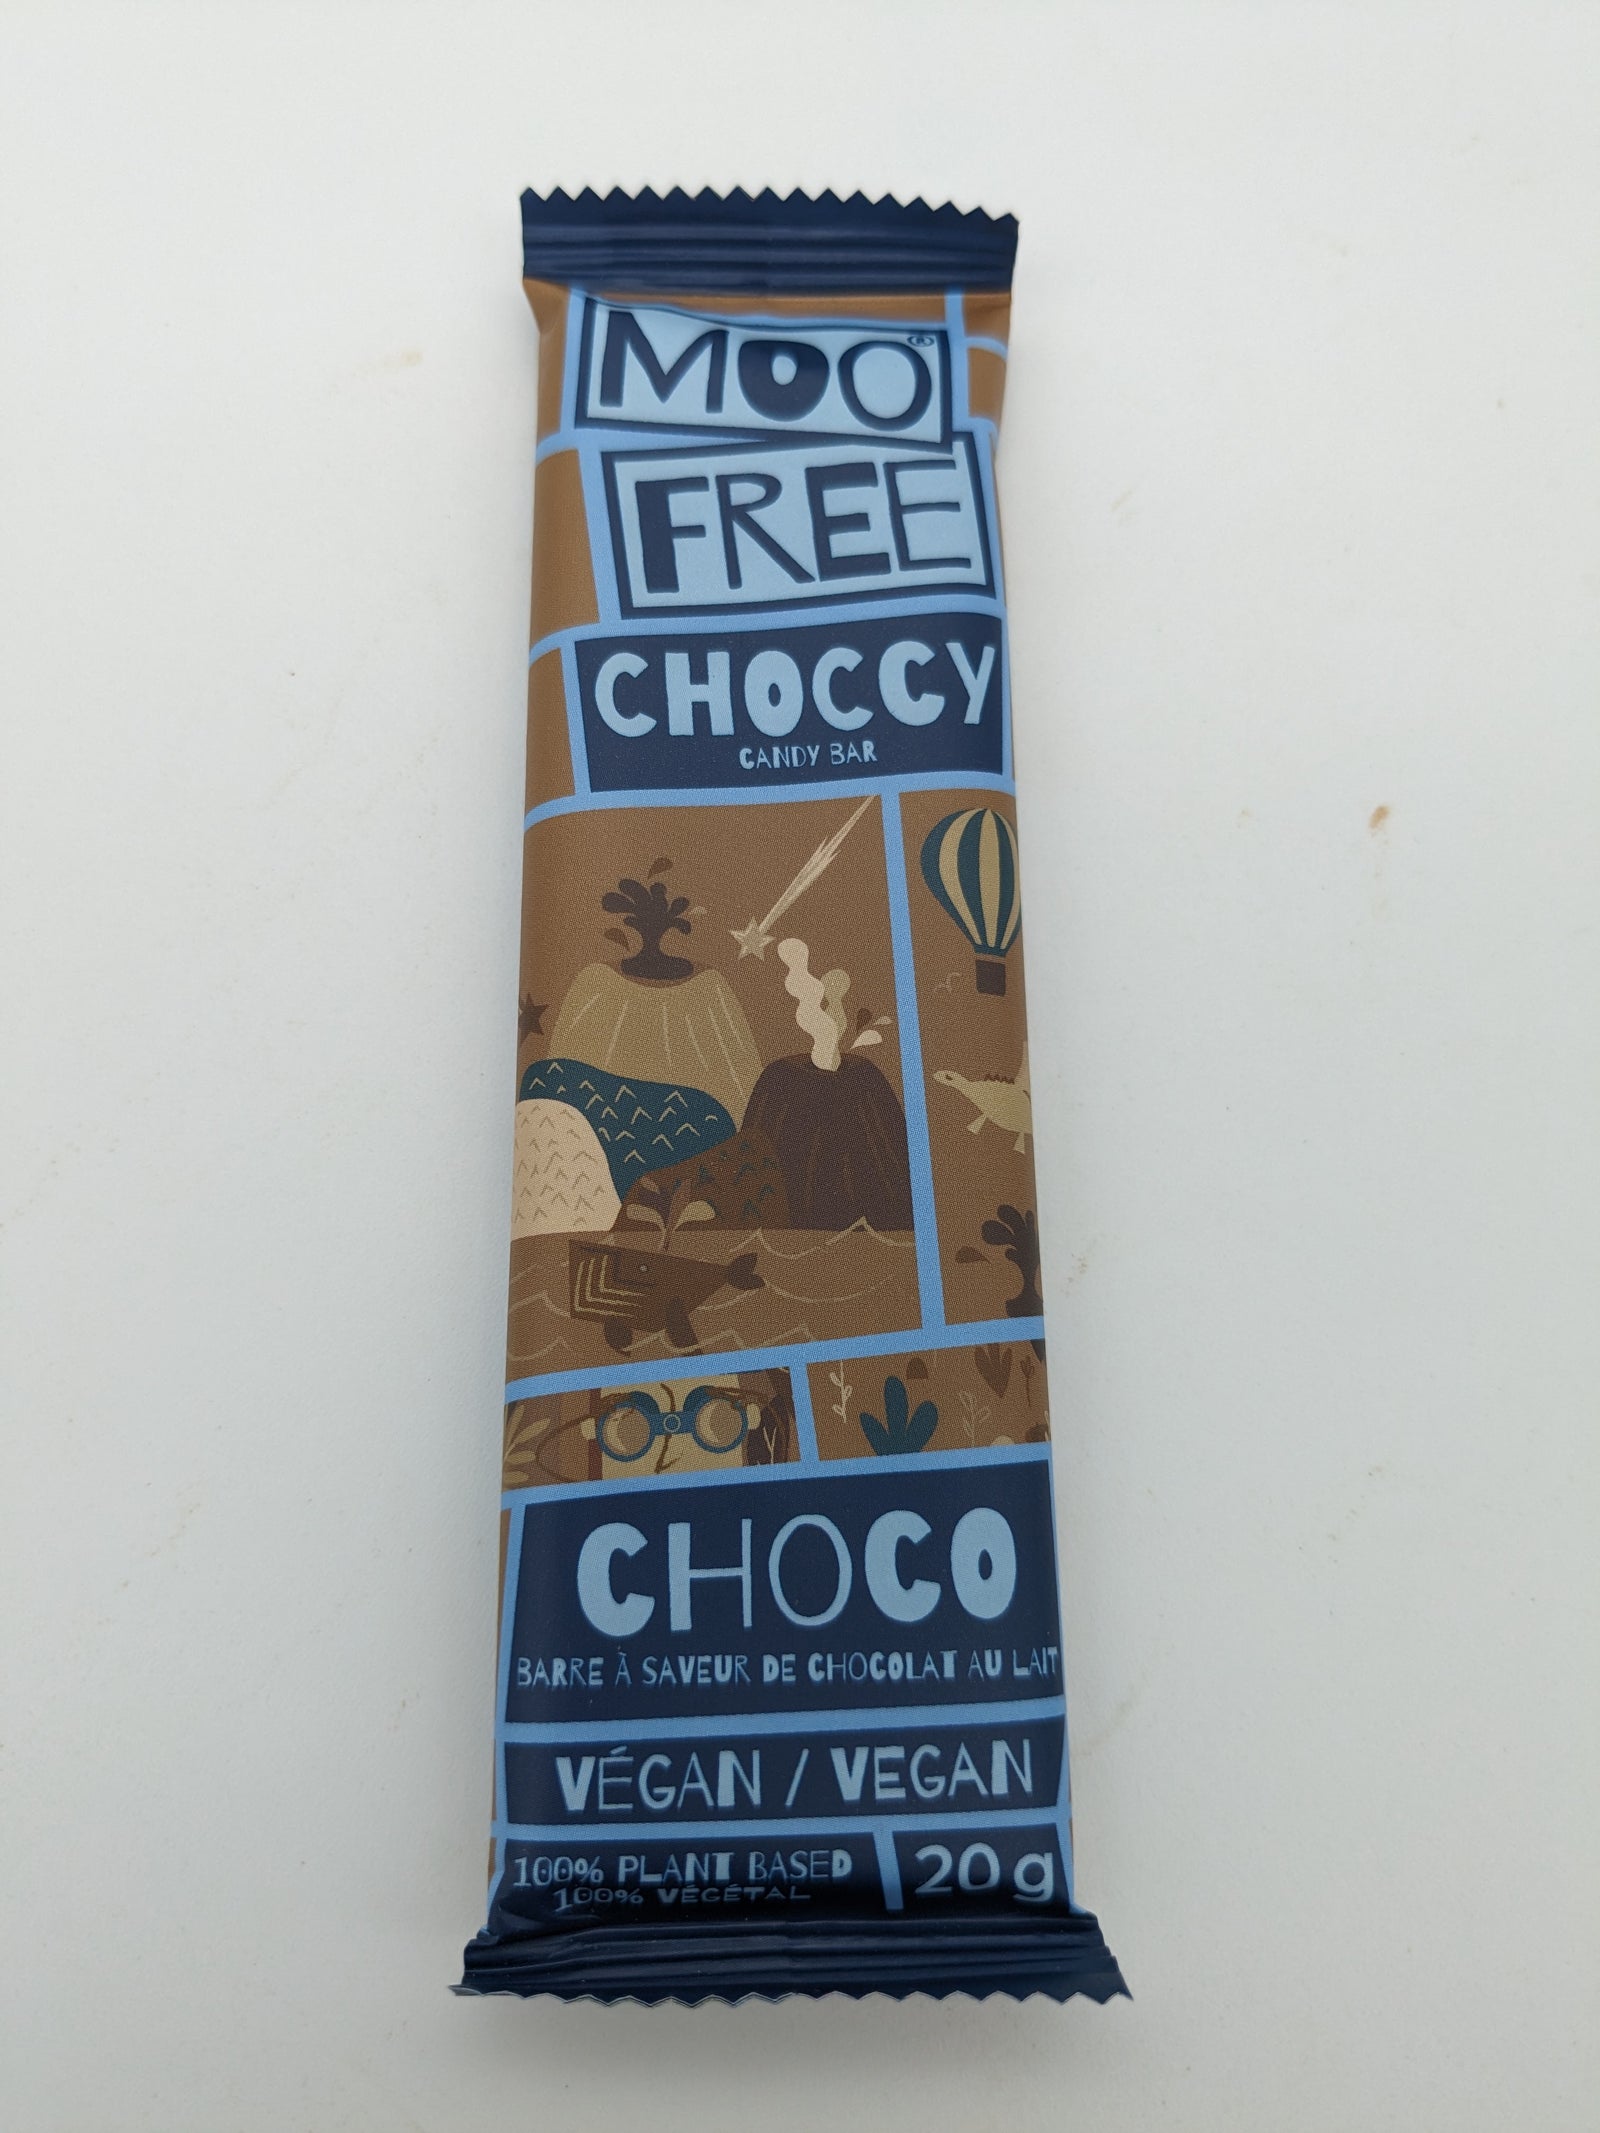 MOO®
FREE
CHOCCY
CANDY BAR
CHOCO
BARRE À SAVEUR DE CHOCOLAT AU LAIT
VÉGAN / VEGAN
100% PLANT BASED
100% VÉGÉTAL
20 g